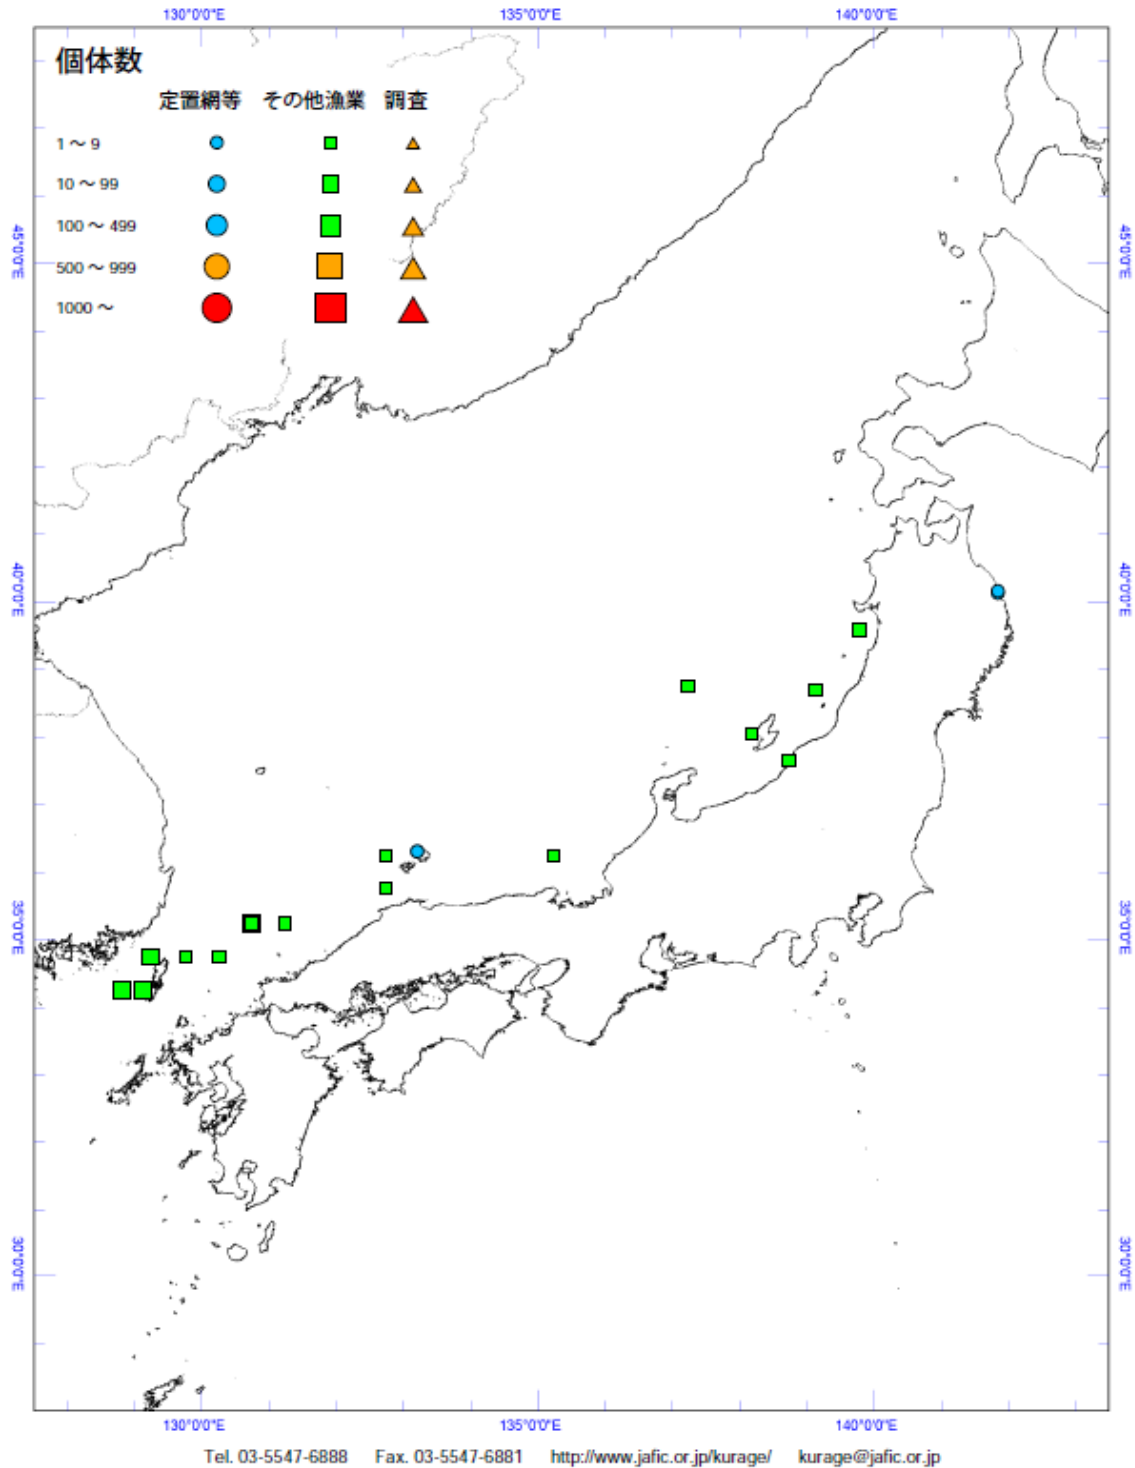 130°0'0"E 135°0'0"E 140°0'0"E
個体数
定置網等 その他漁業 調査
1～9
10～99
100～499
500～999
1000～
45°0'0"E 45°0'0"E
40°0'0"E 40°0'0"E
35°0'0"E 35°0'0"E
30°0'0"E 30°0'0"E
130°0'0"E 135°0'0"E 140°0'0"E
Tel. 03-5547-6888 Fax. 03-5547-6881 http://www.jafic.or.jp/kurage/ kurage@jafic.or.jp